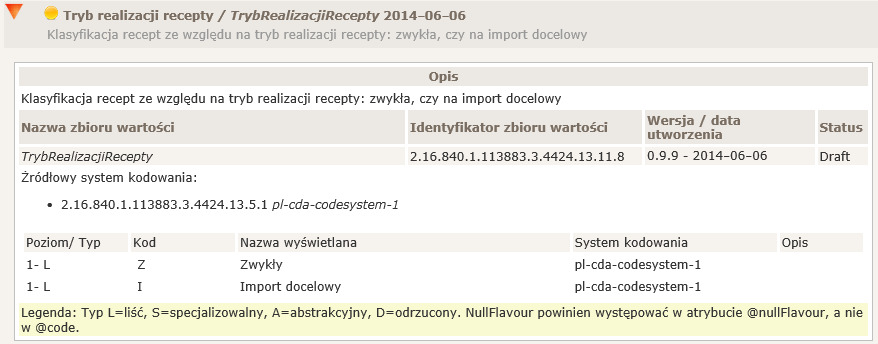 Tryb realizacji recepty / TrybRealizacjiRecepty 2014-06-06
Klasyfikacja recept ze względu na tryb realizacji recepty: zwykła, czy na import docelowy
Opis
Klasyfikacja recept ze względu na tryb realizacji recepty: zwykła, czy na import docelowy
Nazwa zbioru wartości Identyfikator zbioru wartości Wersja / data utworzenia Status
TrybRealizacjiRecepty 2.16.840.1.113883.3.4424.13.11.8 0.9.9 - 2014-06-06 Draft
Źródłowy system kodowania:
• 2.16.840.1.113883.3.4424.13.5.1 pl-cda-codesystem-1
Poziom/ Typ Kod Nazwa wyświetlana System kodowania Opis
1- L Z Zwykły pl-cda-codesystem-1
1- L I Import docelowy pl-cda-codesystem-1
Legenda: Typ L=liść, S=specjalizowalny, A=abstrakcyjny, D=odrzucony. NullFlavour powinien występować w atrybucie @nullFlavour, a nie
w @code.